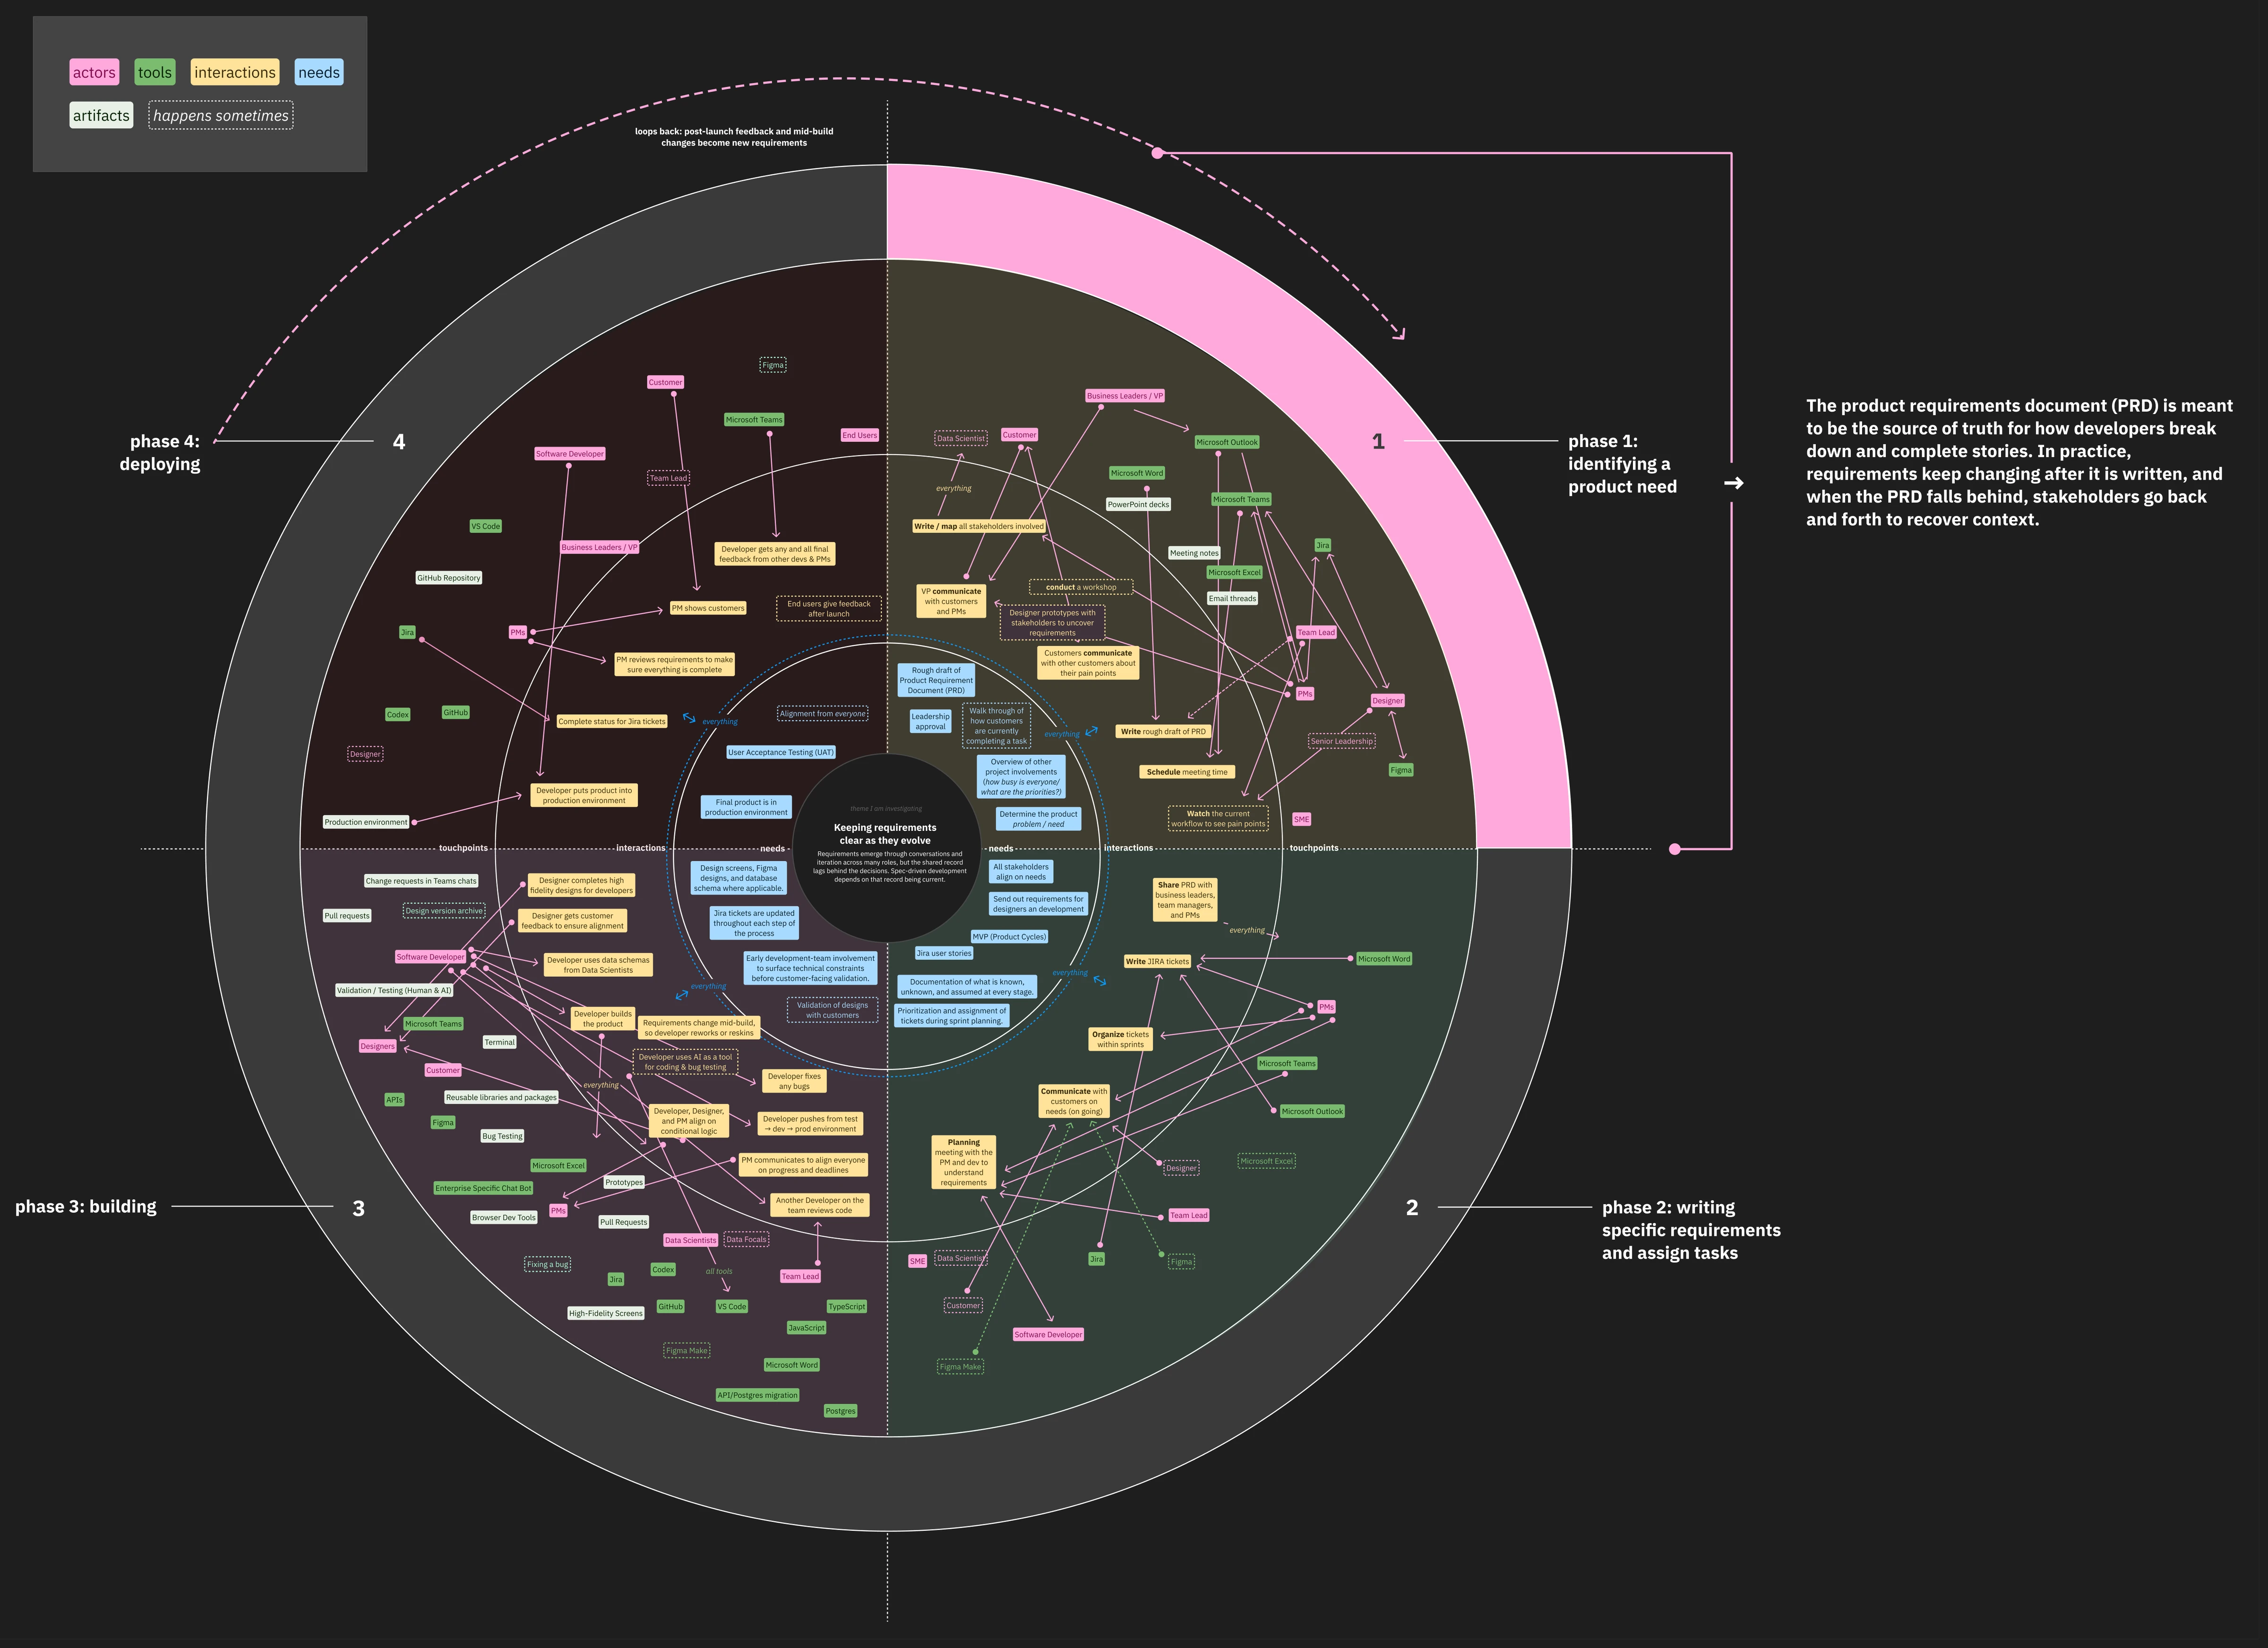 actors
tools
interactions
needs
artifacts
happens sometimes
loops back: post-launch feedback and mid-build
changes become new requirements
phase 4:
deploying
4
1
phase 1:
identifying a
product need
→
The product requirements document (PRD) is meant
to be the source of truth for how developers break
down and complete stories. In practice,
requirements keep changing after it is written, and
when the PRD falls behind, stakeholders go back
and forth to recover context.
Figma
Customer
Microsoft Teams
End Users
Software Developer
Team Lead
VS Code
Business Leaders / VP
Developer gets any and all final
feedback from other devs & PMs
GitHub Repository
PM shows customers
End users give feedback
after launch
Jira
PMs
PM reviews requirements to make
sure everything is complete
Codex
GitHub
Complete status for Jira tickets
everything
Alignment from everyone
Designer
User Acceptance Testing (UAT)
Developer puts product into
production environment
Final product is in
production environment
Production environment
touchpoints
interactions
needs
Business Leaders / VP
Data Scientist
Customer
Microsoft Outlook
Microsoft Word
everything
Microsoft Teams
PowerPoint decks
Write / map all stakeholders involved
Jira
Meeting notes
Microsoft Excel
conduct a workshop
VP communicate
with customers
and PMs
Email threads
Designer prototypes with
stakeholders to uncover
requirements
Team Lead
Customers communicate
with other customers about
their pain points
Rough draft of
Product Requirement
Document (PRD)
PMs
Designer
Leadership
approval
Walk through of
how customers
are currently
completing a task
everything
Write rough draft of PRD
Senior Leadership
Schedule meeting time
Figma
Overview of other
project involvements
(how busy is everyone/
what are the priorities?)
Determine the product
problem / need
Watch the current
workflow to see pain points
SME
theme I am investigating
Keeping requirements
clear as they evolve
Requirements emerge through conversations and
iteration across many roles, but the shared record
lags behind the decisions. Spec-driven development
depends on that record being current.
needs
interactions
touchpoints
Design screens, Figma
designs, and database
schema where applicable.
Change requests in Teams chats
Designer completes high
fidelity designs for developers
Pull requests
Design version archive
Designer gets customer
feedback to ensure alignment
Jira tickets are updated
throughout each step of
the process
Software Developer
Developer uses data schemas
from Data Scientists
Early development-team involvement
to surface technical constraints
before customer-facing validation.
Validation / Testing (Human & AI)
everything
Validation of designs
with customers
Microsoft Teams
Developer builds
the product
Requirements change mid-build,
so developer reworks or reskins
Designers
Terminal
Developer uses AI as a tool
for coding & bug testing
Customer
everything
Developer fixes
any bugs
APIs
Reusable libraries and packages
Figma
Developer, Designer,
and PM align on
conditional logic
Developer pushes from test
→ dev → prod environment
Bug Testing
Microsoft Excel
PM communicates to align everyone
on progress and deadlines
Enterprise Specific Chat Bot
Prototypes
Browser Dev Tools
PMs
Another Developer on the
team reviews code
Pull Requests
Data Scientists
Data Focals
Fixing a bug
Jira
Codex
all tools
Team Lead
High-Fidelity Screens
GitHub
VS Code
TypeScript
JavaScript
Figma Make
Microsoft Word
API/Postgres migration
Postgres
phase 3: building
3
All stakeholders
align on needs
Share PRD with
business leaders,
team managers,
and PMs
Send out requirements for
designers an development
everything
MVP (Product Cycles)
Jira user stories
Write JIRA tickets
Microsoft Word
everything
Documentation of what is known,
unknown, and assumed at every stage.
Prioritization and assignment of
tickets during sprint planning.
PMs
Organize tickets
within sprints
Microsoft Teams
Communicate with
customers on
needs (on going)
Microsoft Outlook
Planning
meeting with the
PM and dev to
understand
requirements
Designer
Microsoft Excel
Team Lead
SME
Data Scientist
Jira
Figma
Customer
Software Developer
Figma Make
2
phase 2: writing
specific requirements
and assign tasks